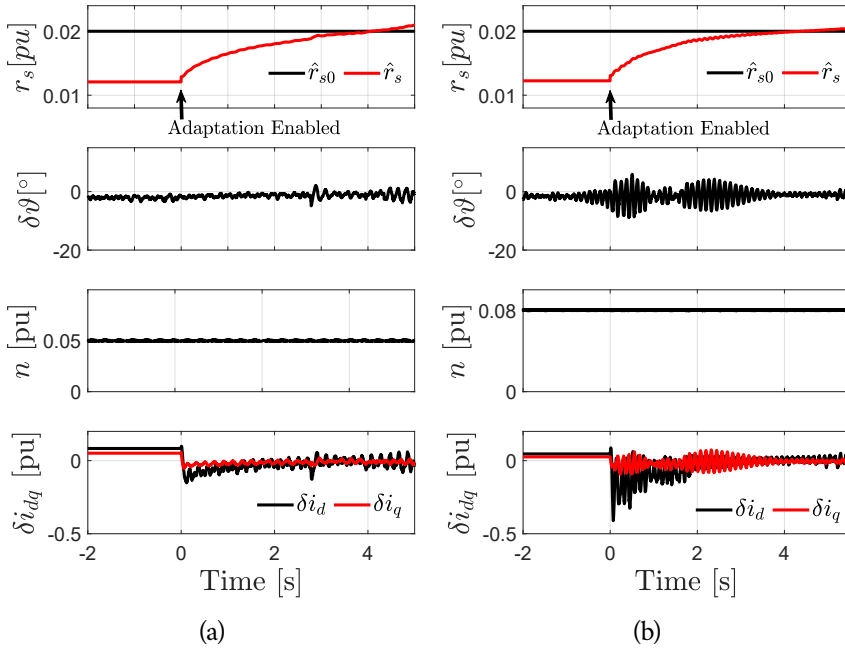 r_s [pu]
0.02
0.01
r̂_s0 r̂_s
Adaptation Enabled
δϑ[°]
0
-20
n [pu]
0.05
0
δi_dq [pu]
0
-0.5
δi_d δi_q
-2 0 2 4
Time [s]
(a)
r_s [pu]
0.02
0.01
r̂_s0 r̂_s
Adaptation Enabled
δϑ[°]
0
-20
n [pu]
0.08
0
δi_dq [pu]
0
-0.5
δi_d δi_q
-2 0 2 4
Time [s]
(b)